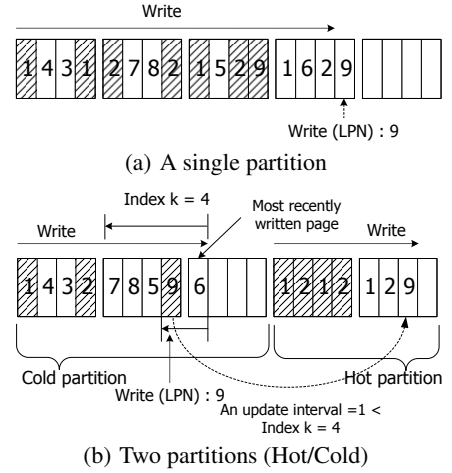 Write
1 4 3 1 2 7 8 2 1 5 2 9 1 6 2 9
Write (LPN) : 9
(a) A single partition
Index k = 4
Most recently
written page
Write
Write
1 4 3 2 7 8 5 9 6 1 2 1 2 1 2 9
Cold partition
Hot partition
Write (LPN) : 9
An update interval =1 <
Index k = 4
(b) Two partitions (Hot/Cold)